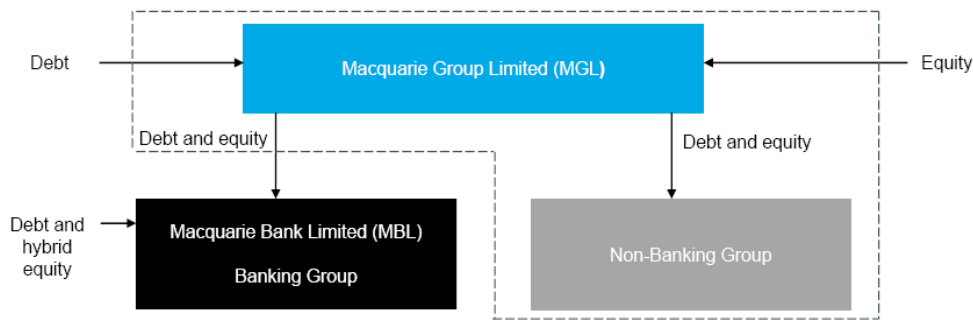 Debt
Macquarie Group Limited (MGL)
Equity
Debt and equity
Debt and equity
Debt and
hybrid
equity
Macquarie Bank Limited (MBL)
Banking Group
Non-Banking Group